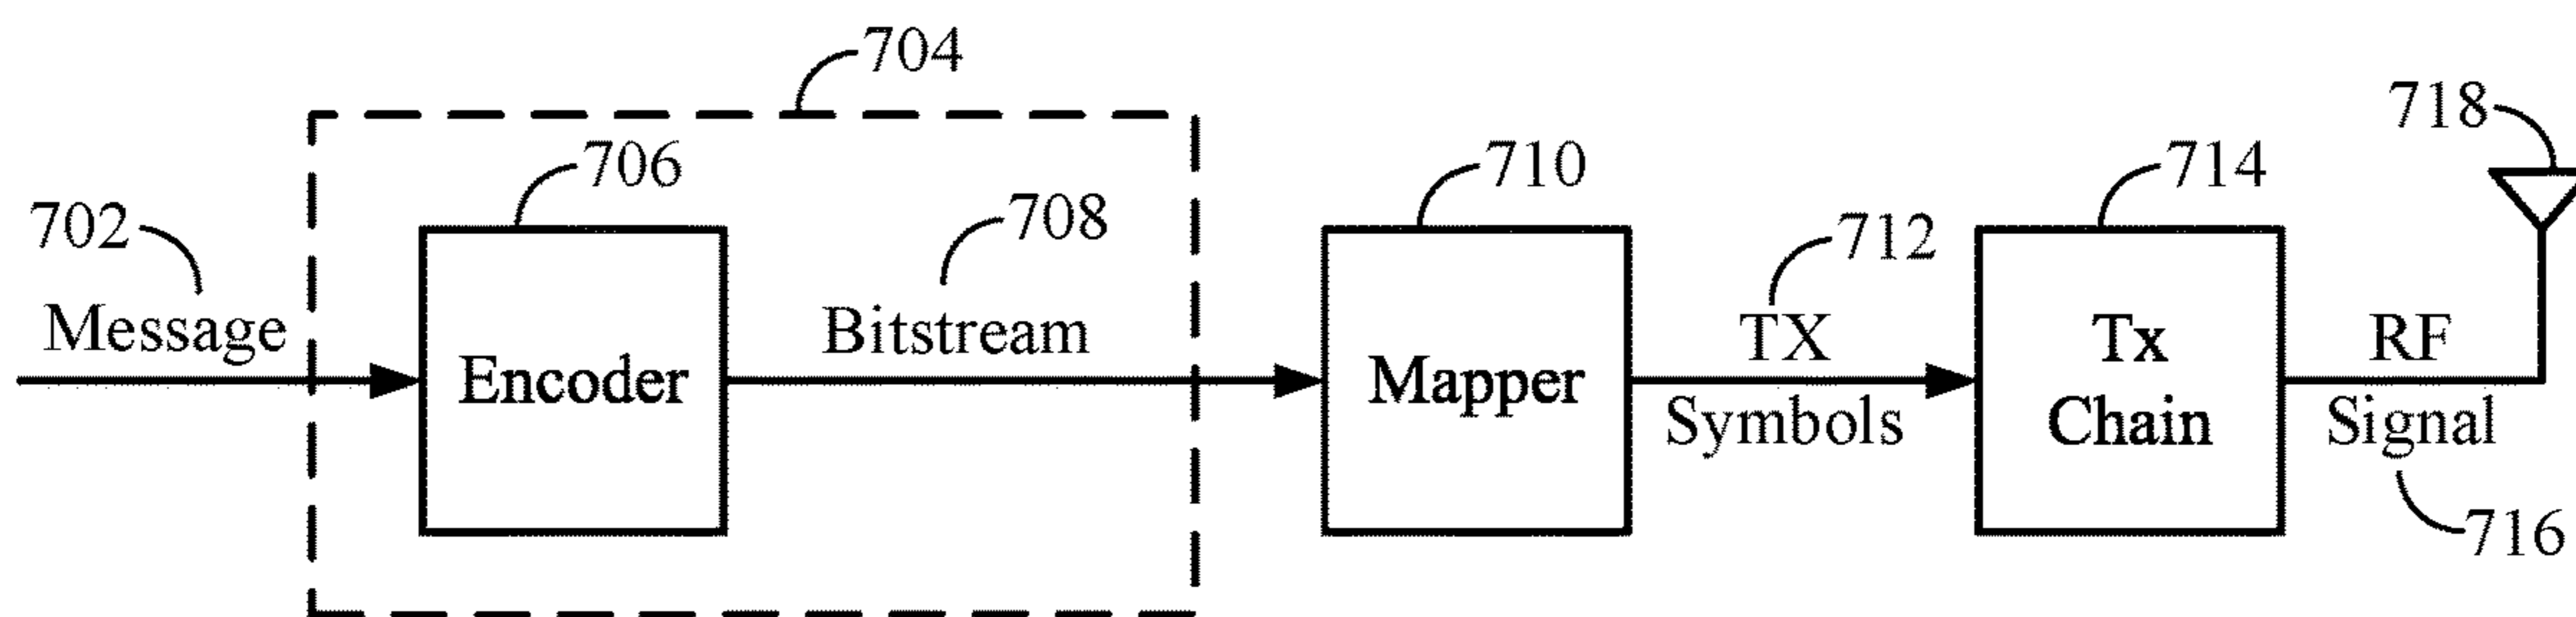 704
718
706
710
714
702
708
712
Message
Encoder
Bitstream
Mapper
TX
Symbols
Tx
Chain
RF
Signal
716